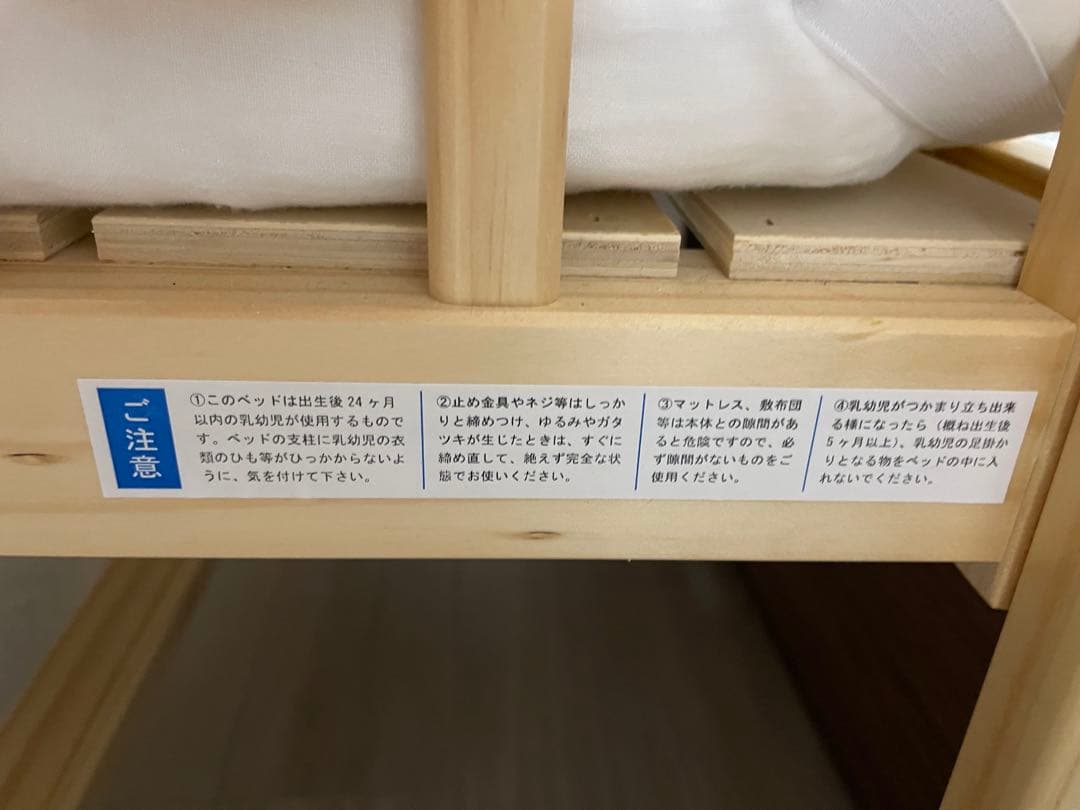 ご注意
①このベッドは出生後24ヶ月
以内の乳幼児が使用するもので
す。ベッドの支柱に乳幼児の衣
類のひも等がひっかからないよ
うに、気を付けて下さい。
②止め金具やネジ等はしっか
りと締めつけ、ゆるみやガタ
ツキが生じたときは、すぐに
締め直して、絶えず完全な状
態でお使いください。
③マットレス、敷布団
等は本体との隙間があ
ると危険ですので、必
ず隙間がないものをご
使用ください。
④乳幼児がつかまり立ち出来
る様になったら（概ね出生後
5ヶ月以上）、乳幼児の足掛か
りとなる物をベッドの中に入
れないでください。